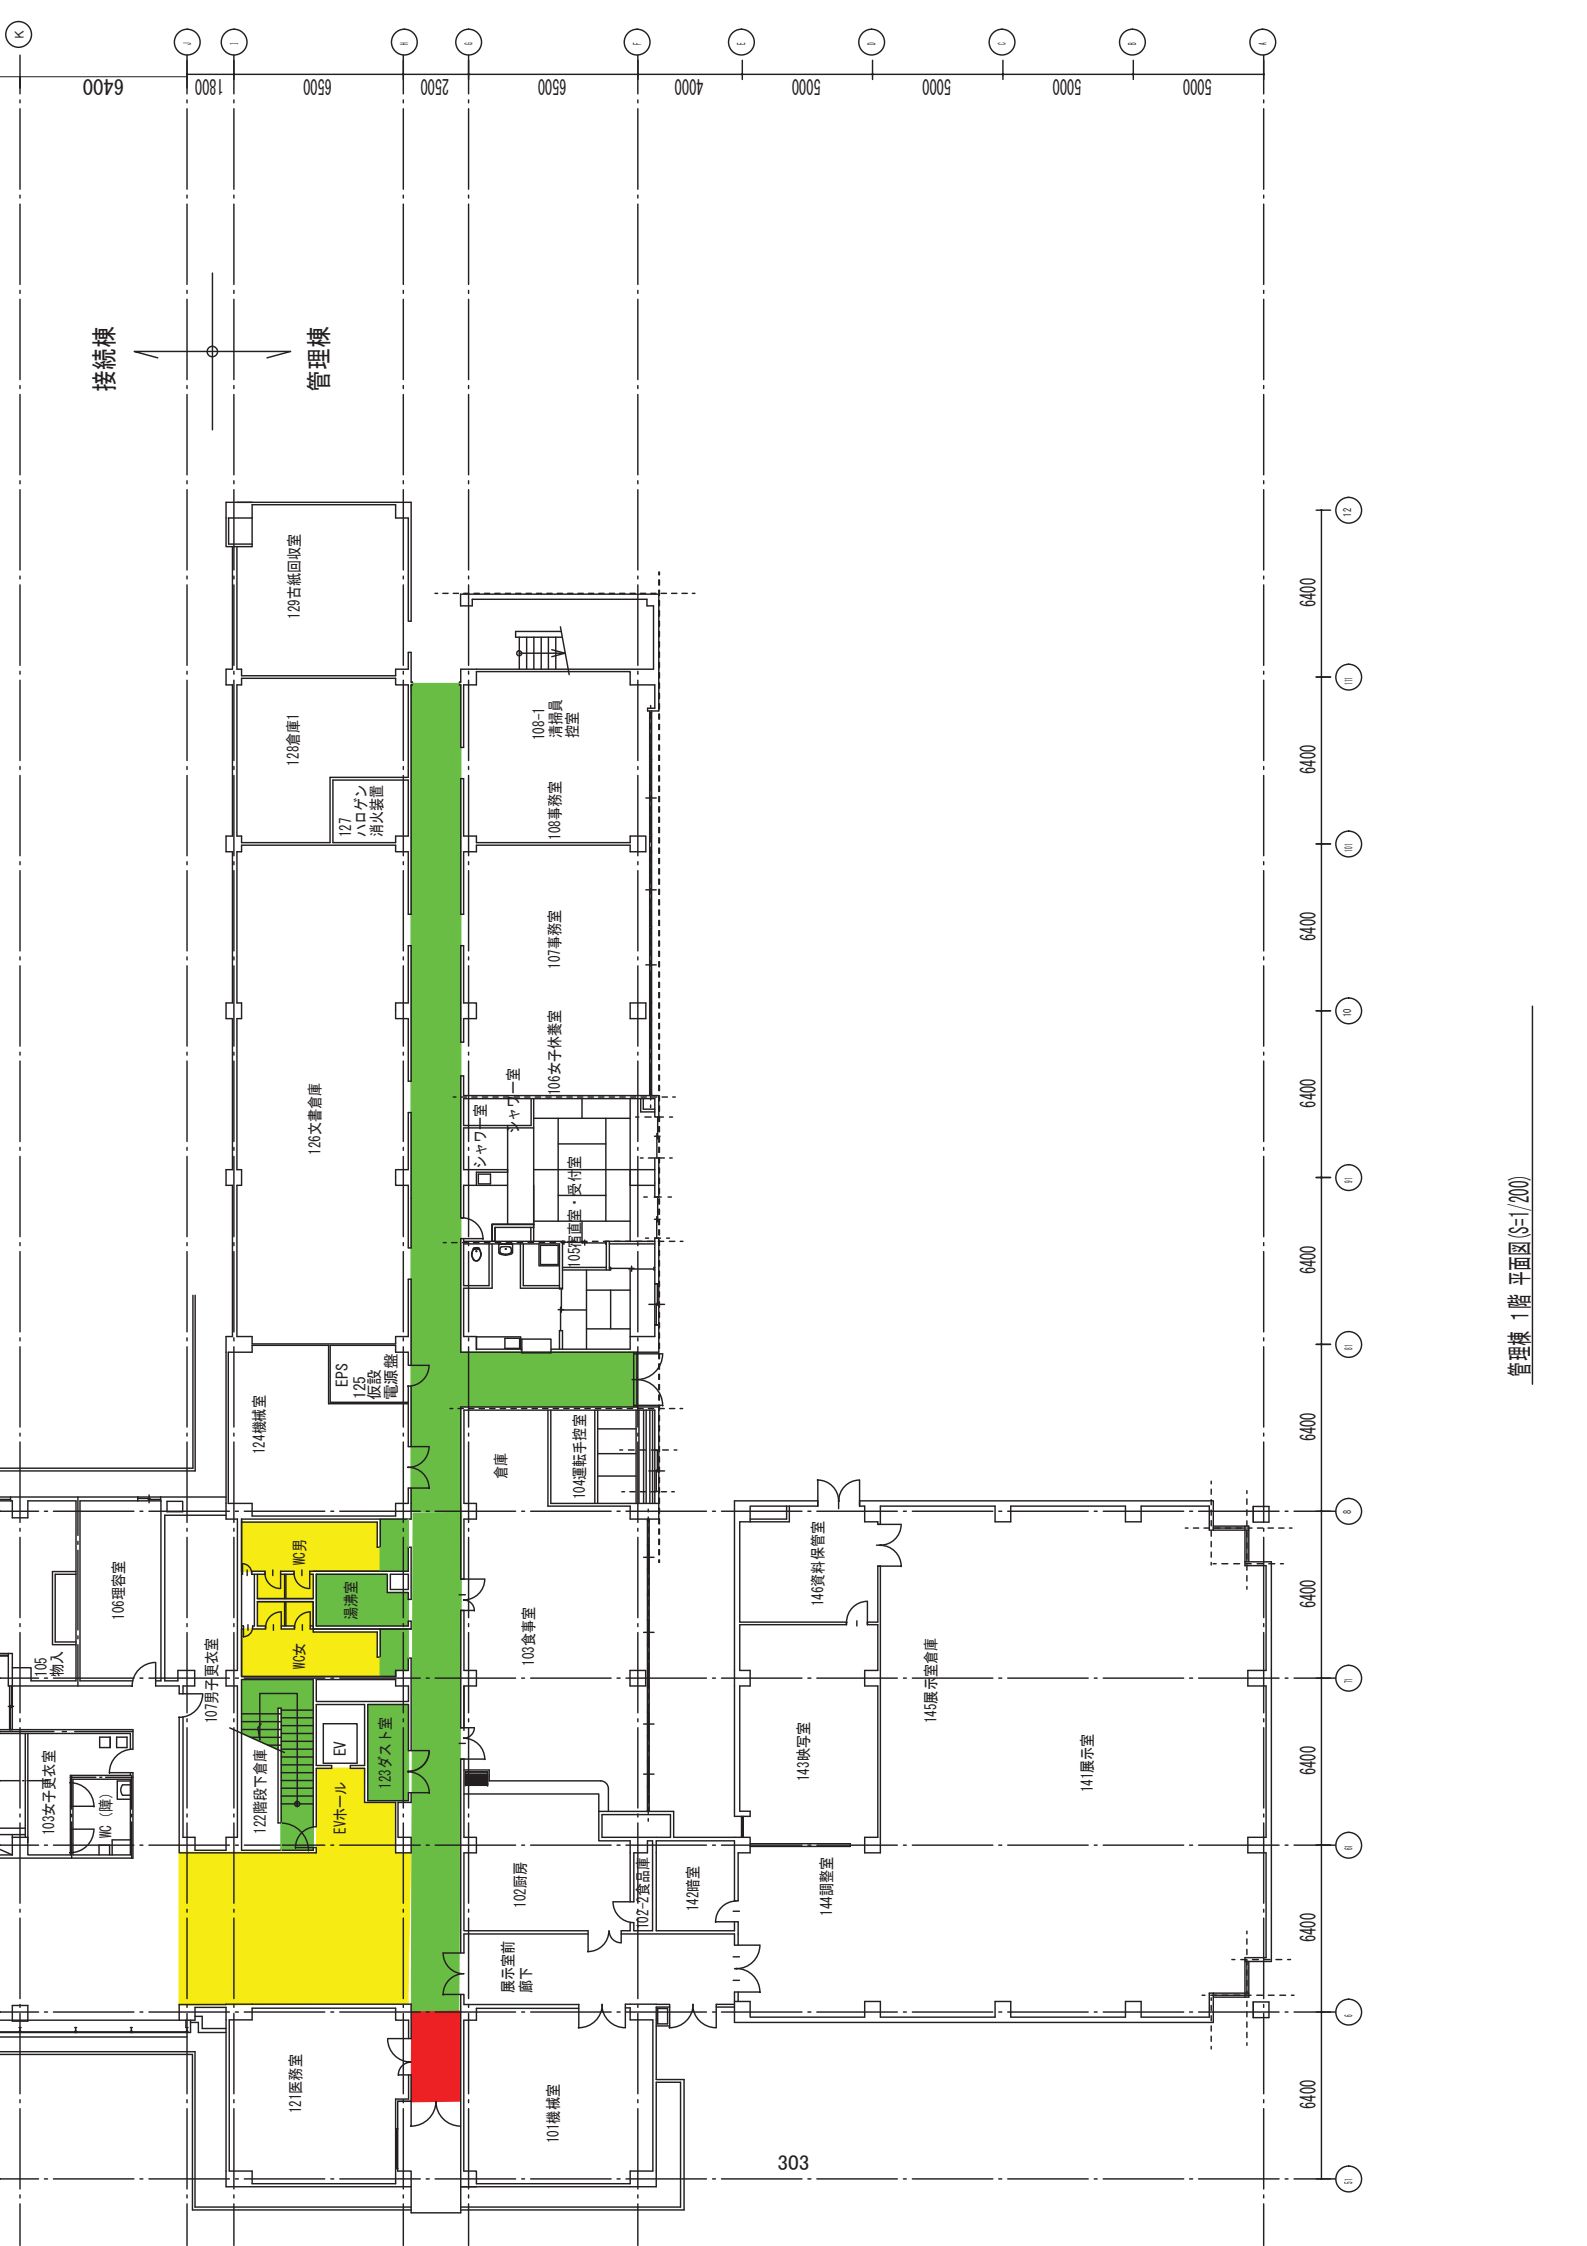 K
J
I
H
G
F
E
D
C
B
A
6400
1800
6500
2500
6500
4000
5000
5000
5000
5000
接続棟
管理棟
12
111
101
10
91
81
8
71
61
6
51
6400
6400
6400
6400
6400
6400
6400
6400
6400
6400
129古紙回収室
128倉庫1
127
ハロゲン
消火装置
108-1
清掃員
控室
108事務室
107事務室
106女子休養室
シャワー室
シャワー室
126文書倉庫
105宿直室・受付室
EPS
125
仮設
電源盤
124機械室
倉庫
104運転手控室
WC男
湯沸室
WC女
103食事室
106理容室
105
物入
107男子更衣室
103女子更衣室
WC (障)
122階段下倉庫
EV
EVホール
123ダスト室
146資料保管室
145展示室倉庫
143映写室
141展示室
144調整室
142暗室
102-2食品庫
102厨房
展示室前
廊下
121医務室
101機械室
303
管理棟 1階 平面図(S=1/200)